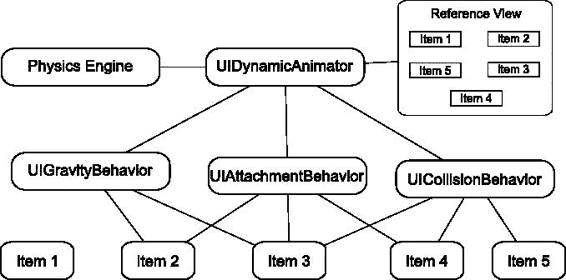 Reference View
Item 1
Item 2
Item 5
Item 3
Item 4
Physics Engine
UIDynamicAnimator
UIGravityBehavior
UIAttachmentBehavior
UICollisionBehavior
Item 1
Item 2
Item 3
Item 4
Item 5